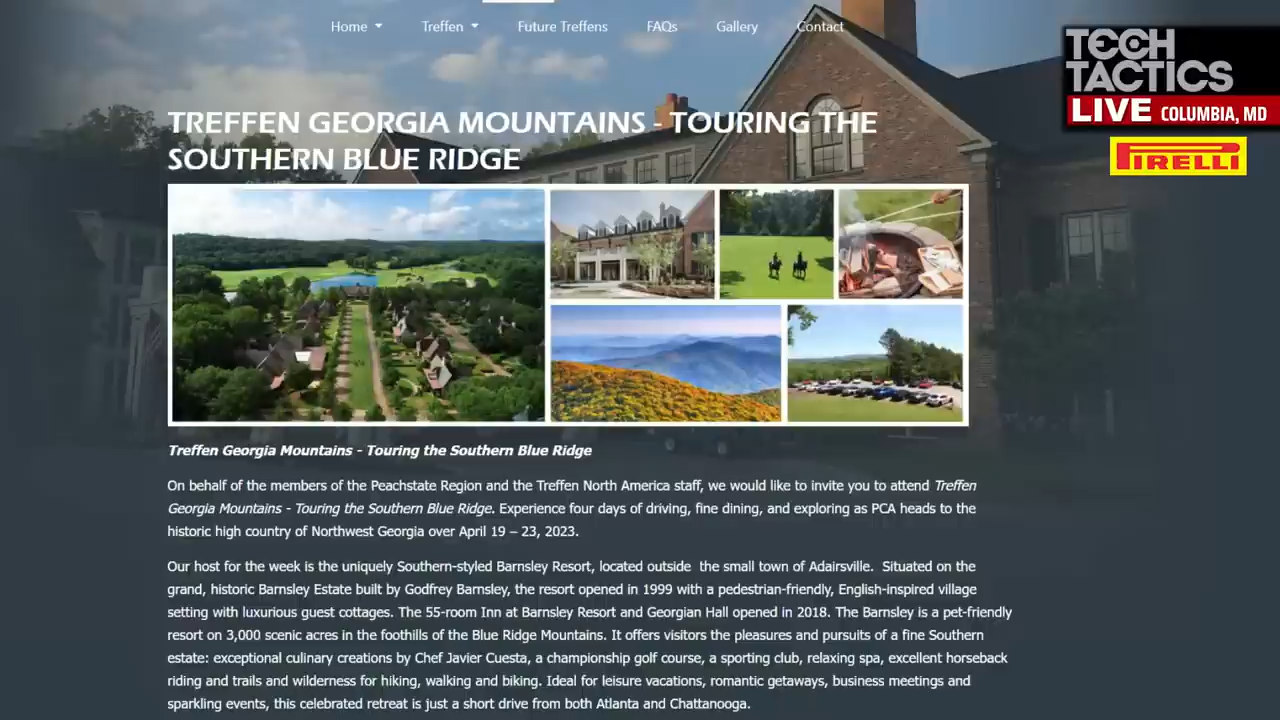 Home Treffen Future Treffens FAQs Gallery Contact
TECH
TACTICS
LIVE COLUMBIA, MD
PIRELLI
TREFFEN GEORGIA MOUNTAINS - TOURING THE
SOUTHERN BLUE RIDGE
Treffen Georgia Mountains - Touring the Southern Blue Ridge
On behalf of the members of the Peachstate Region and the Treffen North America staff, we would like to invite you to attend Treffen
Georgia Mountains - Touring the Southern Blue Ridge. Experience four days of driving, fine dining, and exploring as PCA heads to the
historic high country of Northwest Georgia over April 19 – 23, 2023.
Our host for the week is the uniquely Southern-styled Barnsley Resort, located outside the small town of Adairsville. Situated on the
grand, historic Barnsley Estate built by Godfrey Barnsley, the resort opened in 1999 with a pedestrian-friendly, English-inspired village
setting with luxurious guest cottages. The 55-room Inn at Barnsley Resort and Georgian Hall opened in 2018. The Barnsley is a pet-friendly
resort on 3,000 scenic acres in the foothills of the Blue Ridge Mountains. It offers visitors the pleasures and pursuits of a fine Southern
estate: exceptional culinary creations by Chef Javier Cuesta, a championship golf course, a sporting club, relaxing spa, excellent horseback
riding and trails and wilderness for hiking, walking and biking. Ideal for leisure vacations, romantic getaways, business meetings and
sparkling events, this celebrated retreat is just a short drive from both Atlanta and Chattanooga.